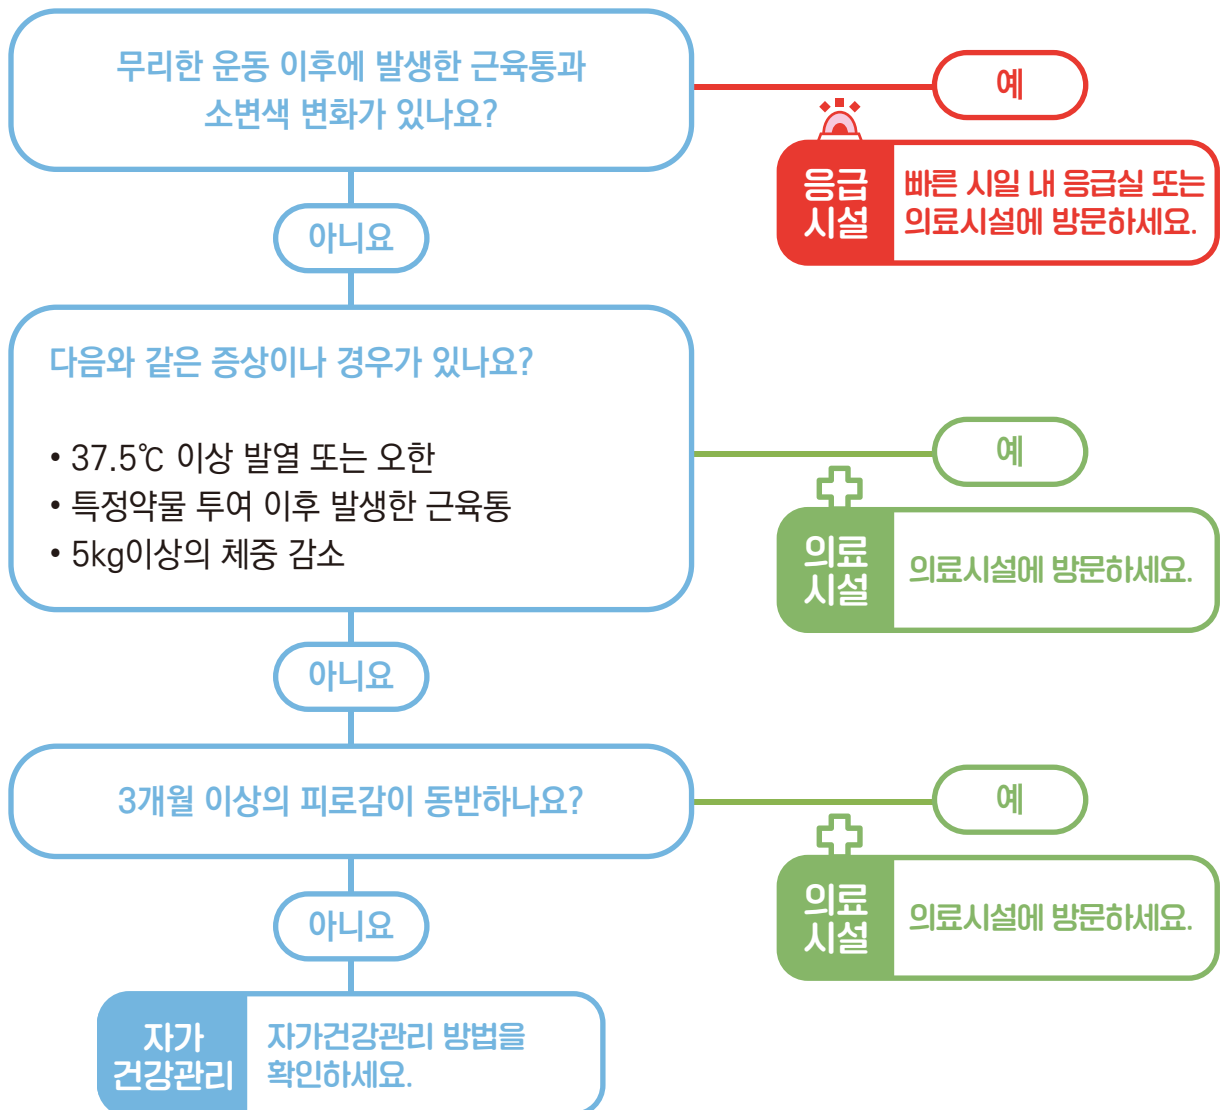 무리한 운동 이후에 발생한 근육통과
소변색 변화가 있나요?
예
응급
시설
빠른 시일 내 응급실 또는
의료시설에 방문하세요.
아니요
다음와 같은 증상이나 경우가 있나요?
• 37.5℃ 이상 발열 또는 오한
• 특정약물 투여 이후 발생한 근육통
• 5kg이상의 체중 감소
예
의료
시설
의료시설에 방문하세요.
아니요
3개월 이상의 피로감이 동반하나요?
예
의료
시설
의료시설에 방문하세요.
아니요
자가
건강관리
자가건강관리 방법을
확인하세요.